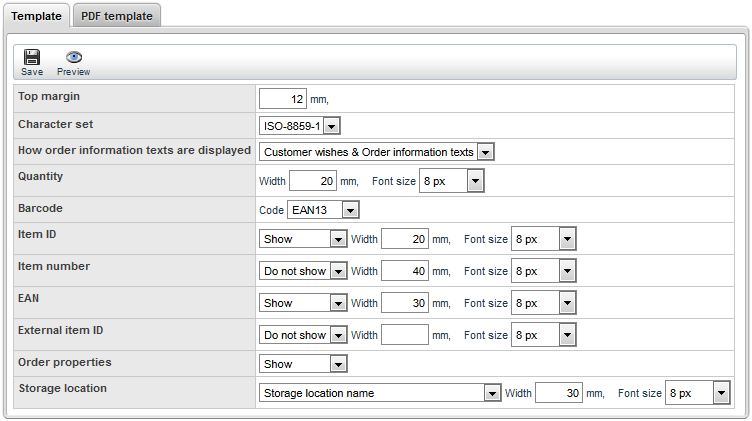 Template PDF template
Save Preview
Top margin 12 mm,
Character set ISO-8859-1
How order information texts are displayed Customer wishes & Order information texts
Quantity Width 20 mm, Font size 8 px
Barcode Code EAN13
Item ID Show Width 20 mm, Font size 8 px
Item number Do not show Width 40 mm, Font size 8 px
EAN Show Width 30 mm, Font size 8 px
External item ID Do not show Width mm, Font size 8 px
Order properties Show
Storage location Storage location name Width 30 mm, Font size 8 px